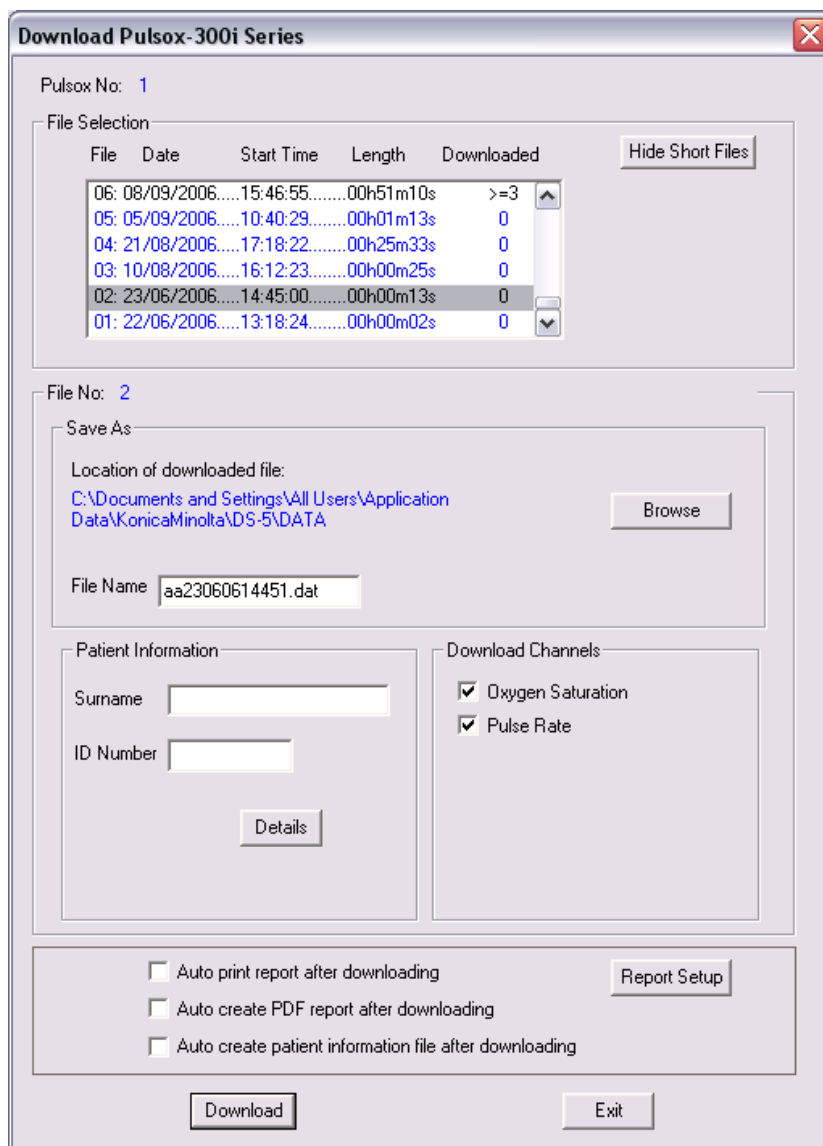 Download Pulsox-300i Series
Pulsox No: 1
File Selection
File Date Start Time Length Downloaded
Hide Short Files
06: 08/09/2006.....15:46:55........00h51m10s >=3
05: 05/09/2006.....10:40:29........00h01m13s 0
04: 21/08/2006.....17:18:22........00h25m33s 0
03: 10/08/2006.....16:12:23........00h00m25s 0
02: 23/06/2006.....14:45:00........00h00m13s 0
01: 22/06/2006.....13:18:24........00h00m02s 0
File No: 2
Save As
Location of downloaded file:
C:\Documents and Settings\All Users\Application
Data\KonicaMinolta\DS-5\DATA
Browse
File Name aa23060614451.dat
Patient Information
Surname
ID Number
Details
Download Channels
Oxygen Saturation
Pulse Rate
Auto print report after downloading
Report Setup
Auto create PDF report after downloading
Auto create patient information file after downloading
Download
Exit